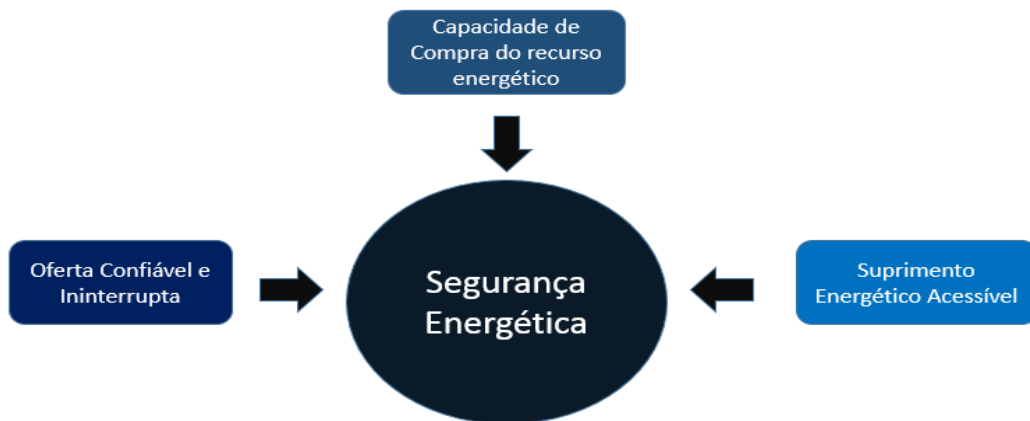 Capacidade de
Compra do recurso
energético
Oferta Confiável e
Ininterrupta
Segurança
Energética
Suprimento
Energético Acessível